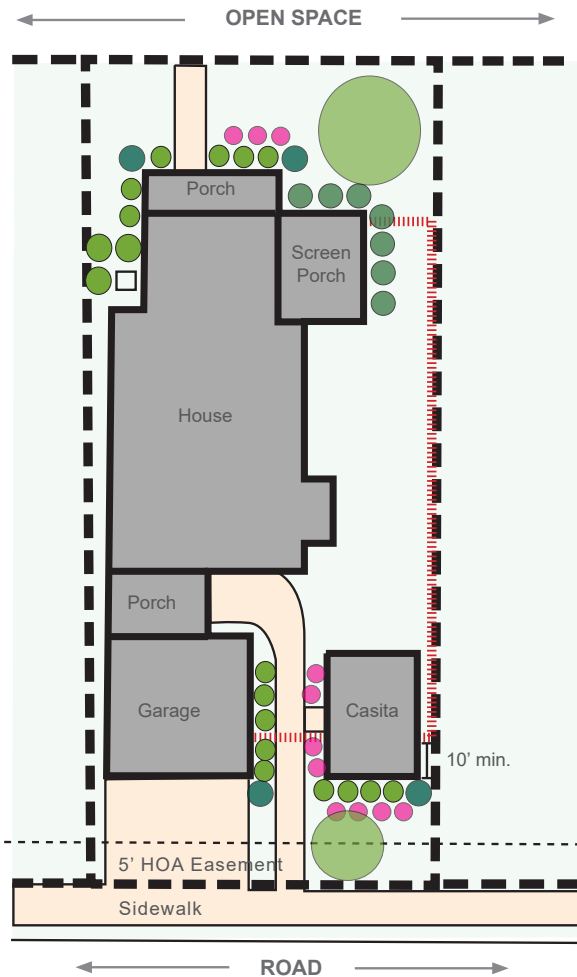 OPEN SPACE
Porch
Screen
Porch
House
Porch
Garage
Casita
10’ min.
5’ HOA Easement
Sidewalk
ROAD